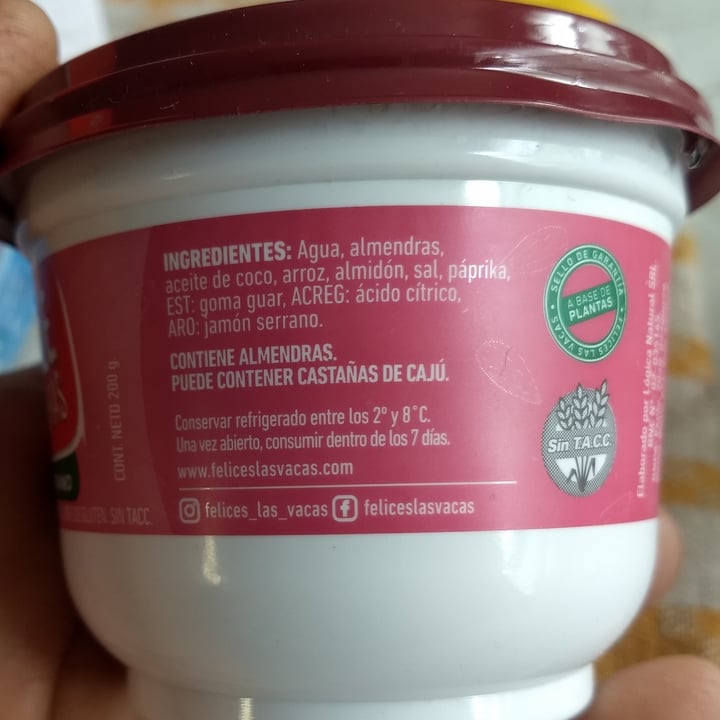 INGREDIENTES: Agua, almendras,
aceite de coco, arroz, almidón, sal, páprika,
EST: goma guar, ACREG: ácido cítrico,
ARO: jamón serrano.
CONTIENE ALMENDRAS.
PUEDE CONTENER CASTAÑAS DE CAJÚ.
Conservar refrigerado entre los 2º y 8°C.
Una vez abierto, consumir dentro de los 7 días.
www.feliceslasvacas.com
felices_las_vacas
feliceslasvacas
CONT. NETO 200 g
SIN TACC.
SELLO DE GARANTÍA
A BASE DE
PLANTAS
FELICES LAS VACAS
Sin T.A.C.C.
Elaborado por Lógica Natural SRL